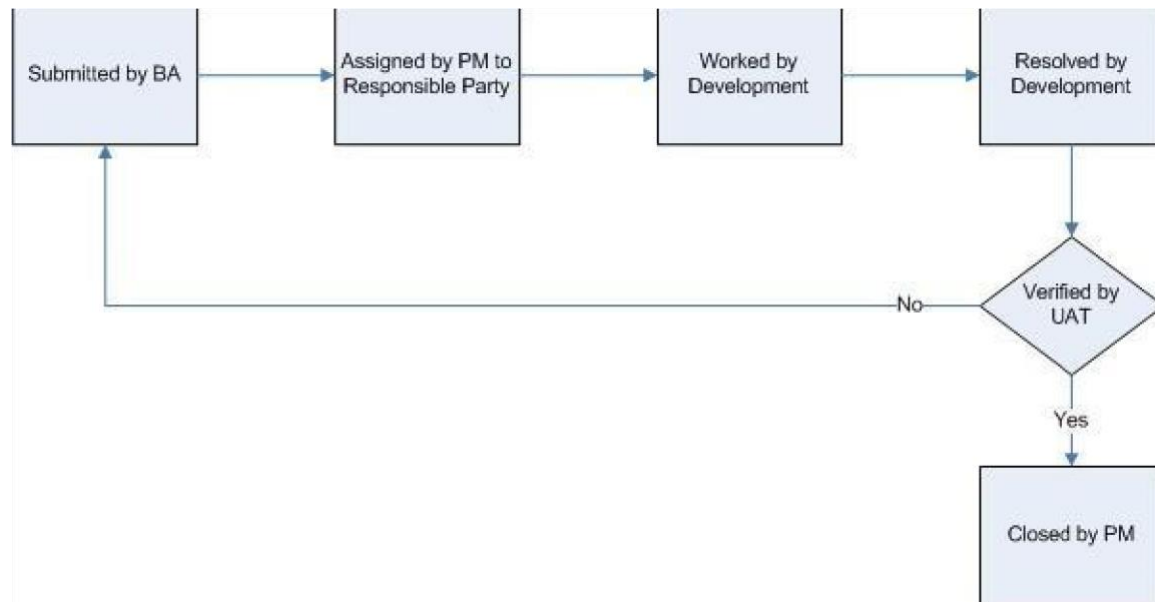 Submitted by BA
Assigned by PM to
Responsible Party
Worked by
Development
Resolved by
Development
Verified by
UAT
No
Yes
Closed by PM